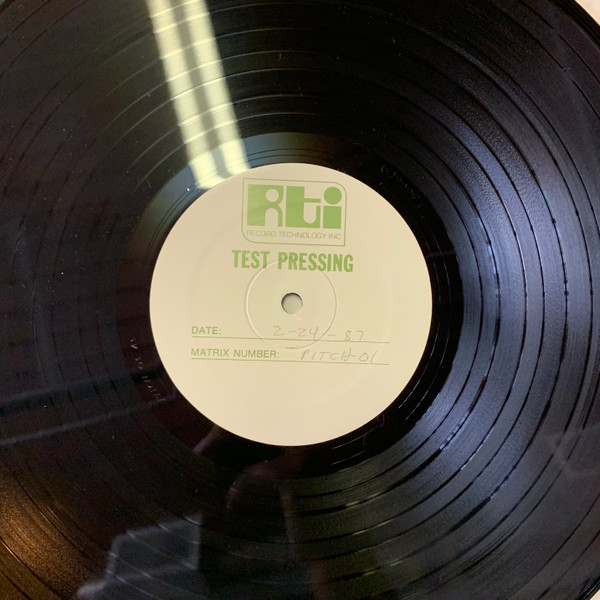 Rti
RECORD TECHNOLOGY INC.
TEST PRESSING
DATE: 2-24-87
MATRIX NUMBER: PITCH-01